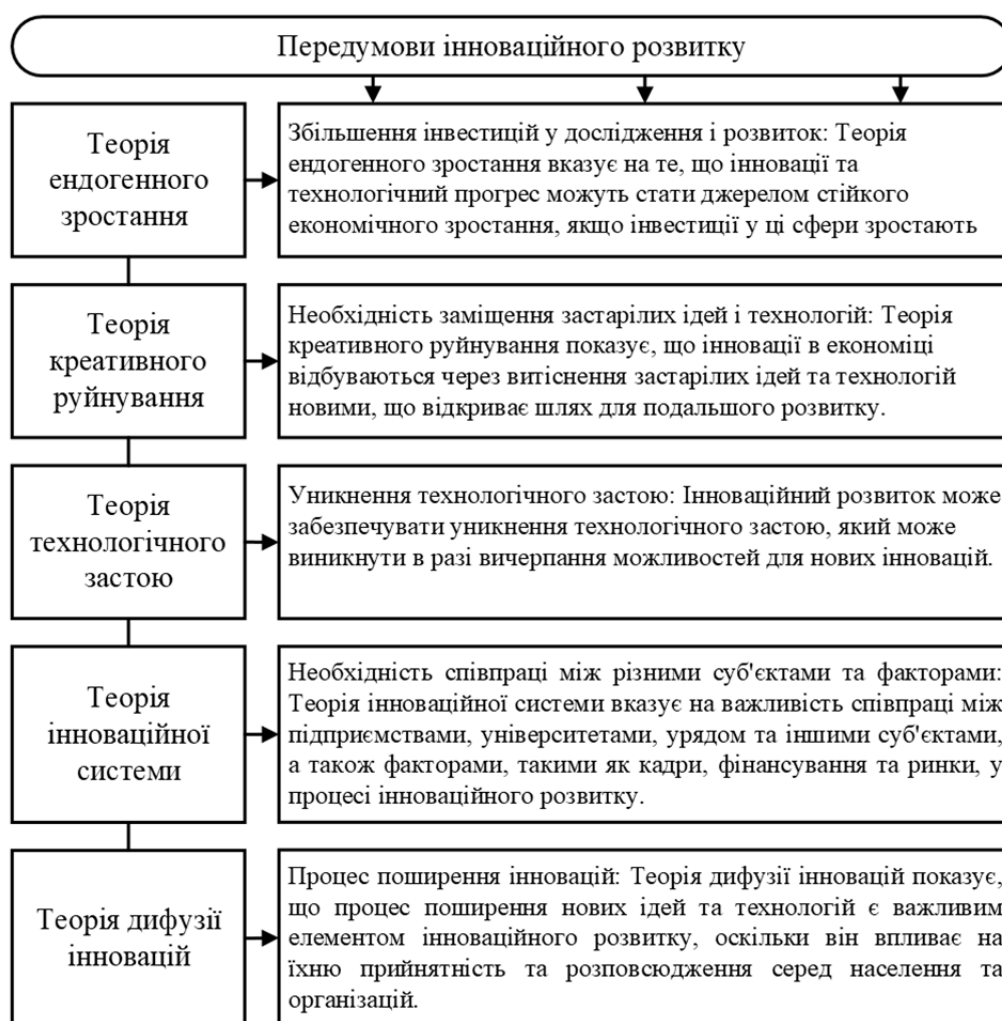 Передумови інноваційного розвитку
Теорія
ендогенного
зростання
Збільшення інвестицій у дослідження і розвиток: Теорія
ендогенного зростання вказує на те, що інновації та
технологічний прогрес можуть стати джерелом стійкого
економічного зростання, якщо інвестиції у ці сфери зростають
Теорія
креативного
руйнування
Необхідність заміщення застарілих ідей і технологій: Теорія
креативного руйнування показує, що інновації в економіці
відбуваються через витіснення застарілих ідей та технологій
новими, що відкриває шлях для подальшого розвитку.
Теорія
технологічного
застою
Уникнення технологічного застою: Інноваційний розвиток може
забезпечувати уникнення технологічного застою, який може
виникнути в разі вичерпання можливостей для нових інновацій.
Теорія
інноваційної
системи
Необхідність співпраці між різними суб'єктами та факторами:
Теорія інноваційної системи вказує на важливість співпраці між
підприємствами, університетами, урядом та іншими суб'єктами,
а також факторами, такими як кадри, фінансування та ринки, у
процесі інноваційного розвитку.
Теорія дифузії
інновацій
Процес поширення інновацій: Теорія дифузії інновацій показує,
що процес поширення нових ідей та технологій є важливим
елементом інноваційного розвитку, оскільки він впливає на
їхню прийнятність та розповсюдження серед населення та
організацій.